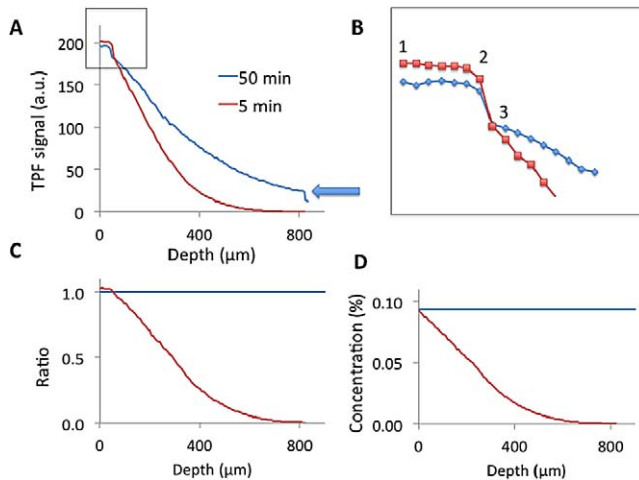 A
TPF signal (a.u.)
200
150
100
50
0
50 min
5 min
0 400 800
Depth (µm)
B
1
2
3
C
Ratio
1.0
0.5
0.0
0 400 800
Depth (µm)
D
Concentration (%)
0.10
0.05
0.00
0 400 800
Depth (µm)